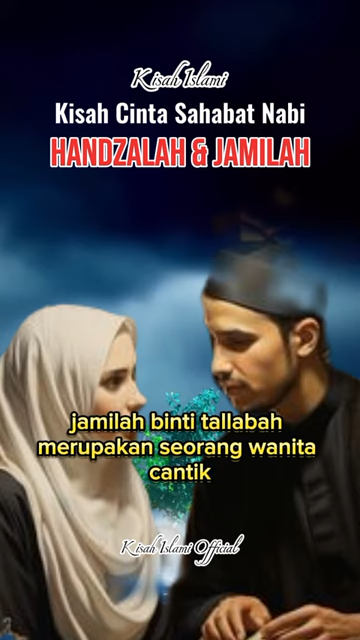 Kisah Islami
Kisah Cinta Sahabat Nabi
HANDZALAH & JAMILAH
jamilah binti tallabah
merupakan seorang wanita
cantik
Kisah Islami Official